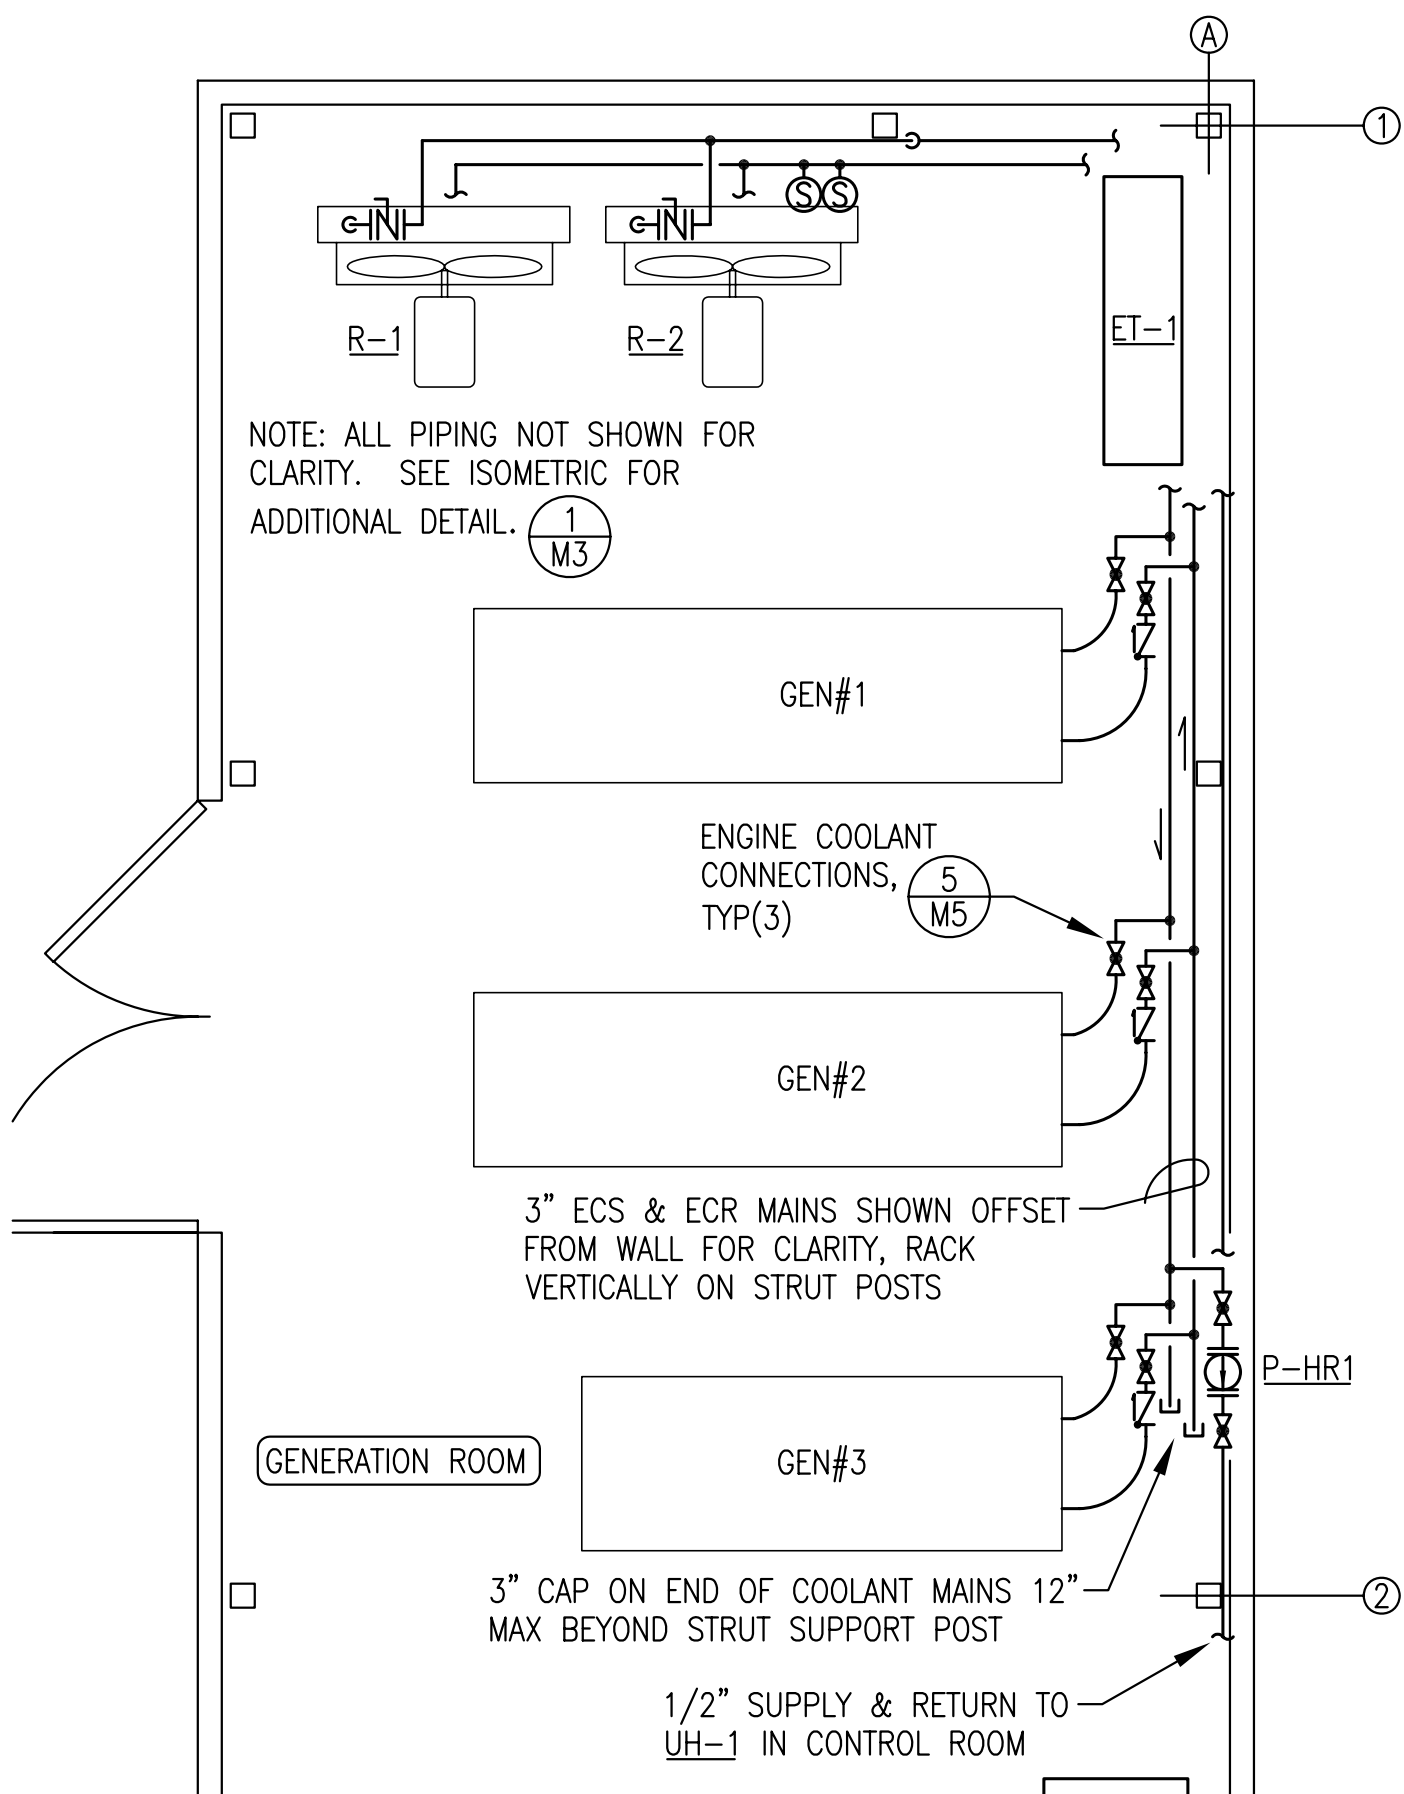 A
1
S S
R-1
R-2
ET-1
NOTE: ALL PIPING NOT SHOWN FOR
CLARITY. SEE ISOMETRIC FOR
ADDITIONAL DETAIL.
1
M3
GEN#1
ENGINE COOLANT
CONNECTIONS,
TYP(3)
5
M5
GEN#2
3" ECS & ECR MAINS SHOWN OFFSET
FROM WALL FOR CLARITY, RACK
VERTICALLY ON STRUT POSTS
P-HR1
GENERATION ROOM
GEN#3
3" CAP ON END OF COOLANT MAINS 12"
MAX BEYOND STRUT SUPPORT POST
2
1/2" SUPPLY & RETURN TO
UH-1 IN CONTROL ROOM